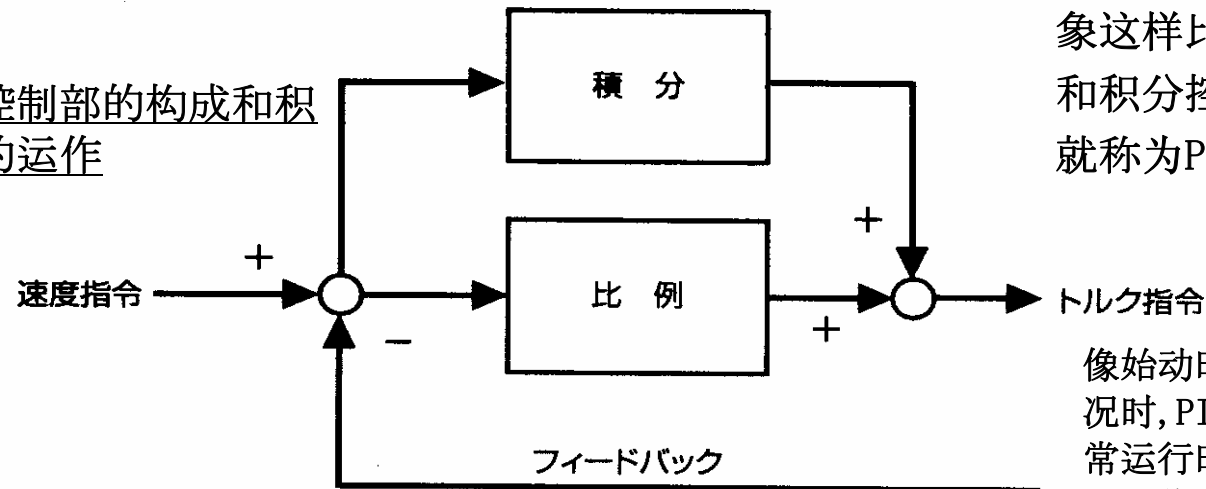 控制部的构成和积
的运作
積 分
象这样比
和积分控
就称为P
+
+
速度指令
比 例
トルク指令
−
+
フィードバック
像始动时
况时,PI
常运行时